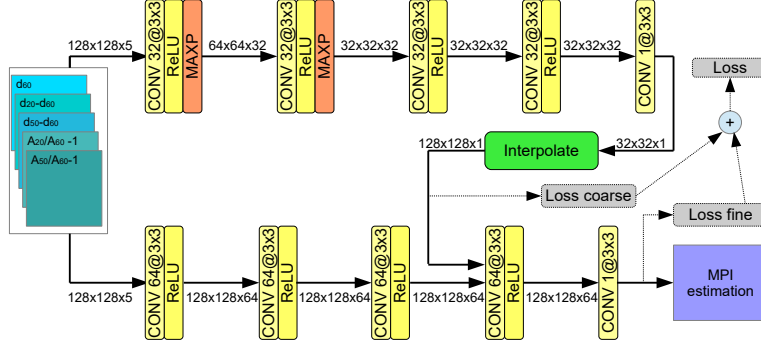 128x128x5
CONV 32@3x3
ReLU
MAXP
64x64x32
CONV 32@3x3
ReLU
MAXP
32x32x32
CONV 32@3x3
ReLU
32x32x32
CONV 32@3x3
ReLU
32x32x32
CONV 1@3x3
Loss
+
d60
d20-d60
d50-d60
A20/A60 -1
A50/A60-1
128x128x1
Interpolate
32x32x1
Loss coarse
Loss fine
128x128x5
CONV 64@3x3
ReLU
128x128x64
CONV 64@3x3
ReLU
128x128x64
CONV 64@3x3
ReLU
128x128x64
CONV 64@3x3
ReLU
128x128x64
CONV 1@3x3
MPI
estimation